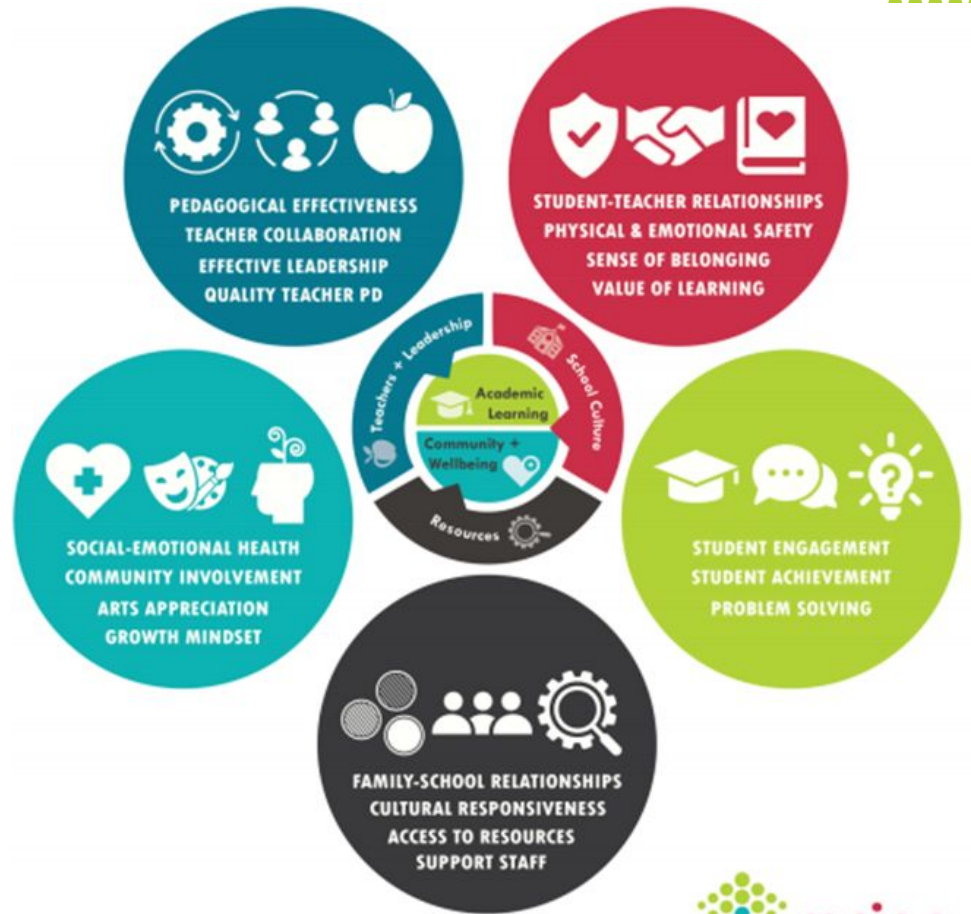 PEDAGOGICAL EFFECTIVENESS
TEACHER COLLABORATION
EFFECTIVE LEADERSHIP
QUALITY TEACHER PD
STUDENT-TEACHER RELATIONSHIPS
PHYSICAL & EMOTIONAL SAFETY
SENSE OF BELONGING
VALUE OF LEARNING
Teachers + Leadership
School Culture
Academic
Learning
Community +
Wellbeing
Resources
SOCIAL-EMOTIONAL HEALTH
COMMUNITY INVOLVEMENT
ARTS APPRECIATION
GROWTH MINDSET
STUDENT ENGAGEMENT
STUDENT ACHIEVEMENT
PROBLEM SOLVING
FAMILY-SCHOOL RELATIONSHIPS
CULTURAL RESPONSIVENESS
ACCESS TO RESOURCES
SUPPORT STAFF